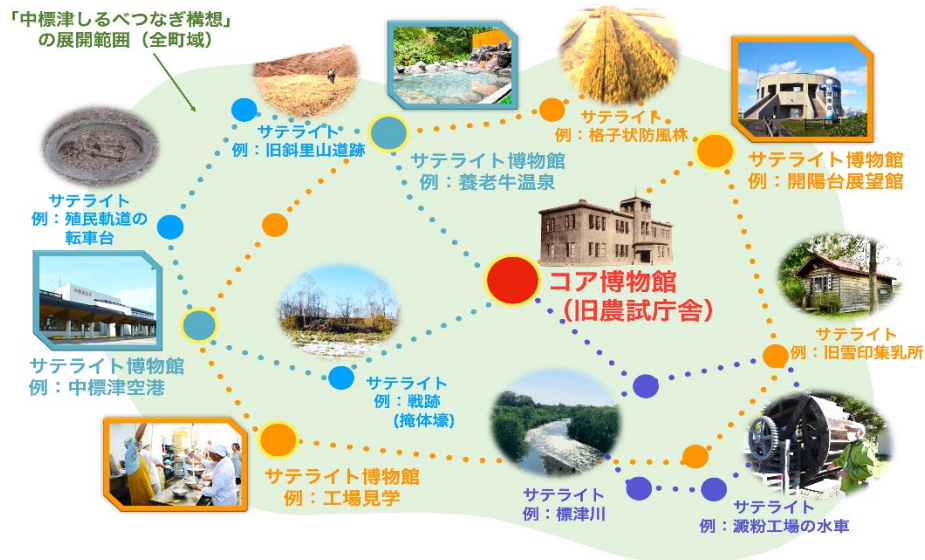 「中標津しるべつなぎ構想」
の展開範囲（全町域）
サテライト
例：旧斜里山道跡
サテライト博物館
例：養老牛温泉
サテライト
例：格子状防風林
サテライト博物館
例：開陽台展望館
サテライト
例：殖民軌道の
転車台
コア博物館
（旧農試庁舎）
サテライト博物館
例：中標津空港
サテライト
例：戦跡
(掩体壕)
サテライト
例：旧雪印集乳所
サテライト博物館
例：工場見学
サテライト
例：標津川
サテライト
例：澱粉工場の水車